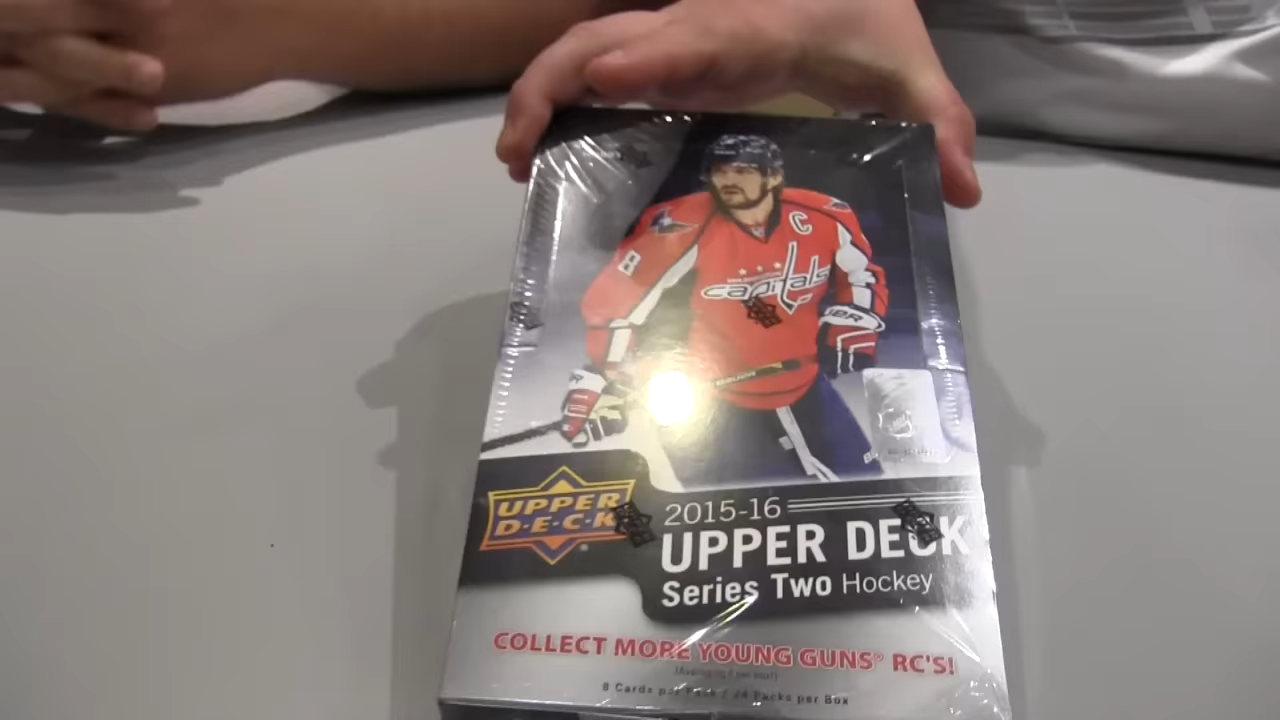 C
8
capitals
UPPER
D·E·C·K
2015-16
UPPER DECK
Series Two Hockey
COLLECT MORE YOUNG GUNS® RC'S!
8 Cards per Pack / 24 Packs per Box